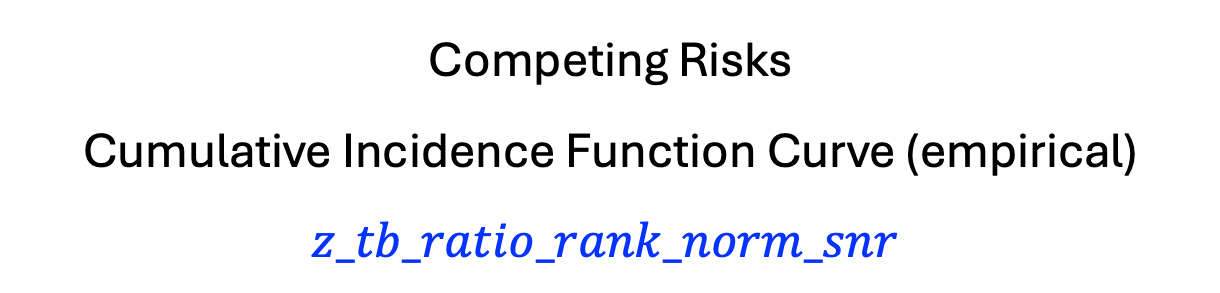 Competing Risks
Cumulative Incidence Function Curve (empirical)
z_tb_ratio_rank_norm_snr